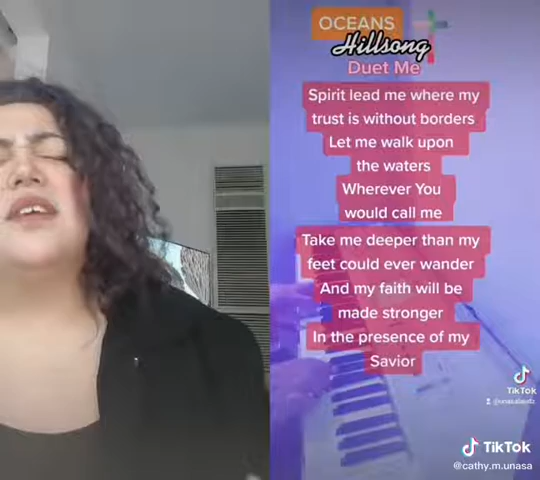 OCEANS
Hillsong
Duet Me
Spirit lead me where my
trust is without borders
Let me walk upon
the waters
Wherever You
would call me
Take me deeper than my
feet could ever wander
And my faith will be
made stronger
In the presence of my
Savior
TikTok
TikTok
@cathy.m.unasa